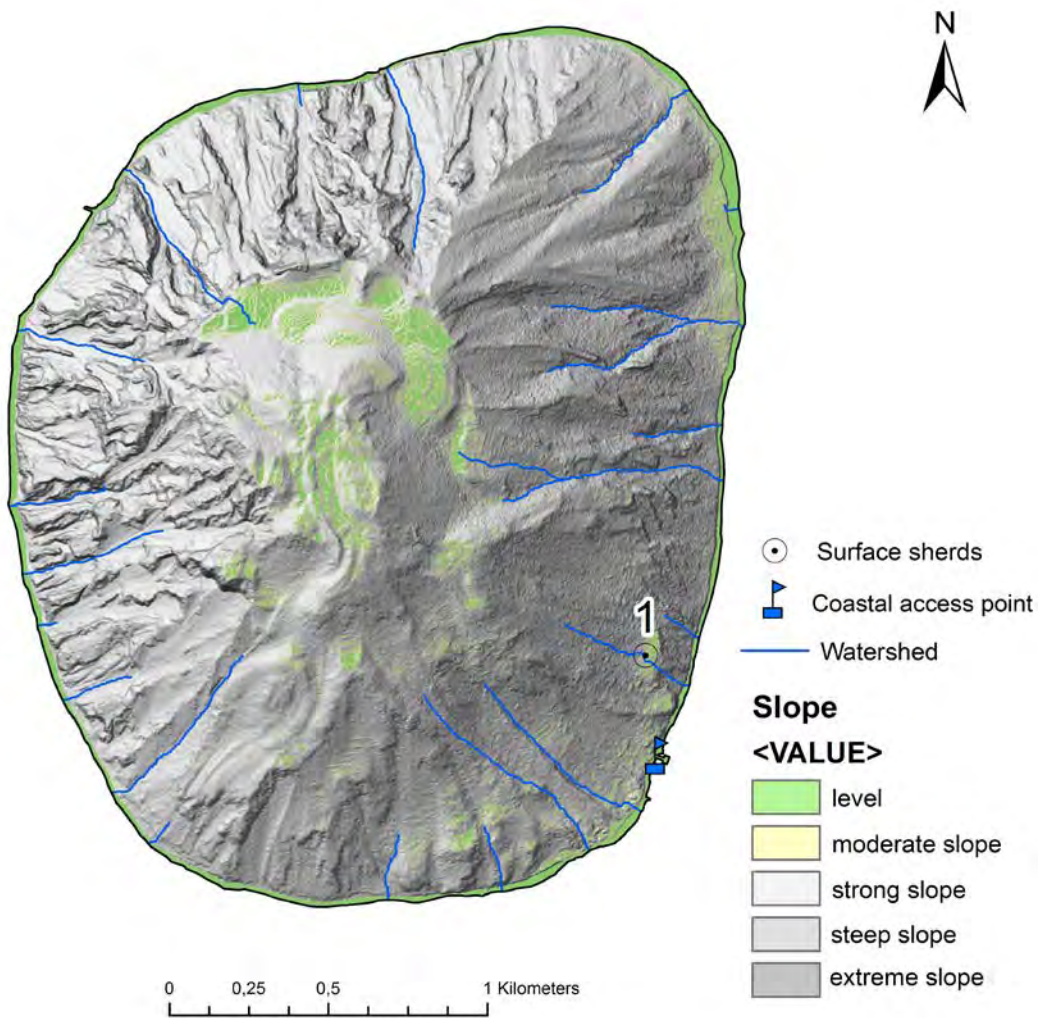 N
1
Surface sherds
Coastal access point
Watershed
Slope
<VALUE>
level
moderate slope
strong slope
steep slope
extreme slope
0 0,25 0,5 1 Kilometers